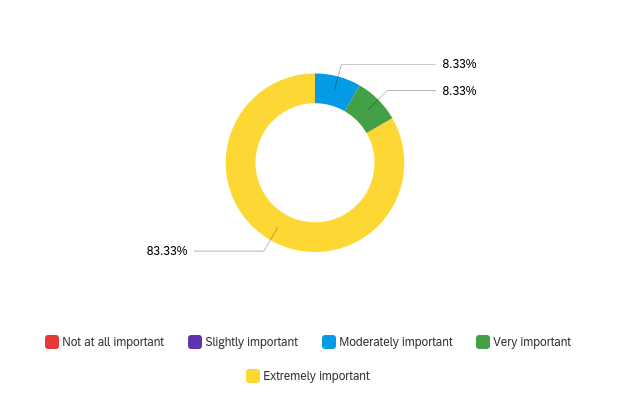 8.33%
8.33%
83.33%
Not at all important Slightly important Moderately important Very important
Extremely important